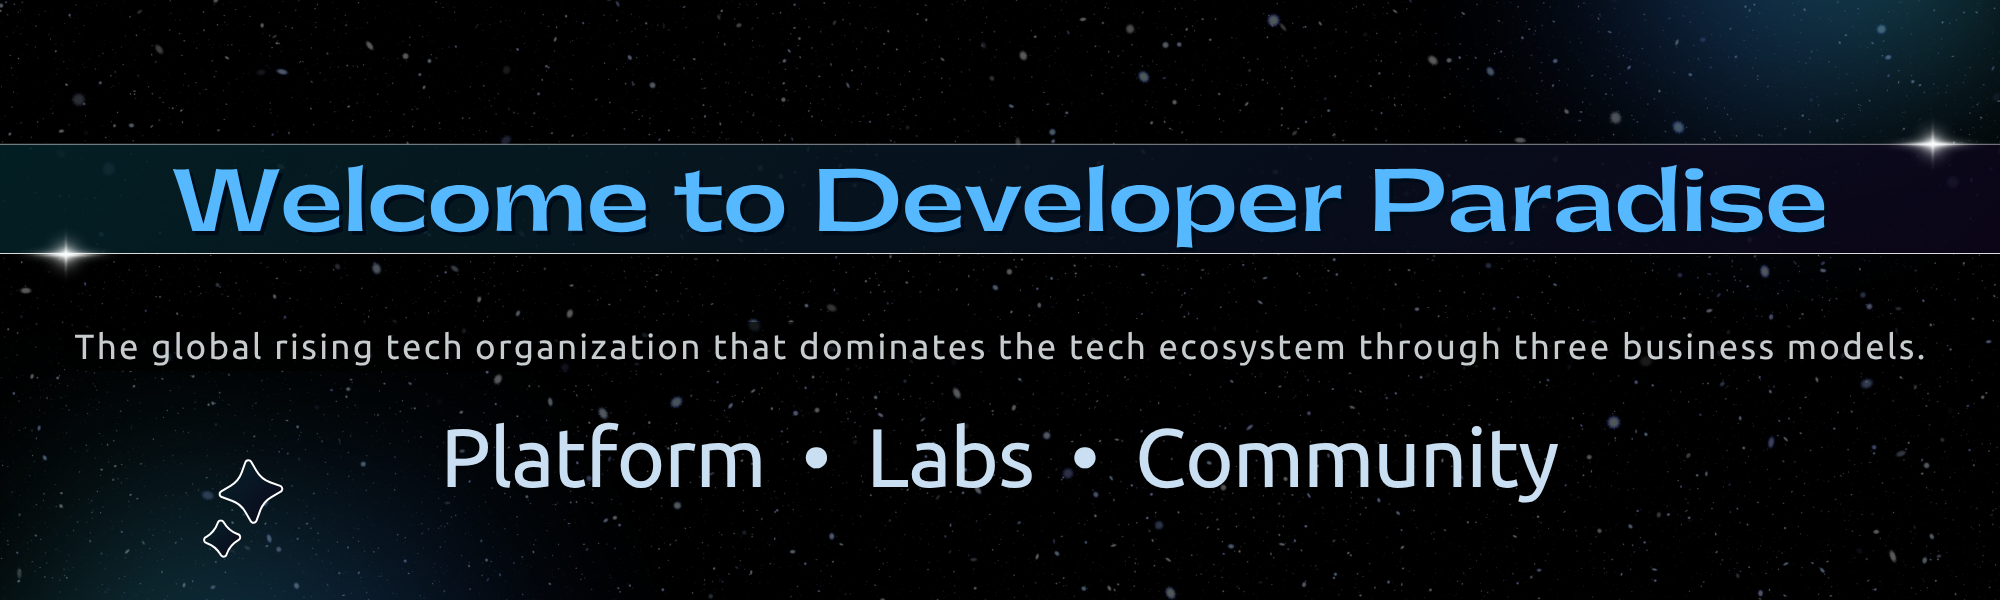 Welcome to Developer Paradise
The global rising tech organization that dominates the tech ecosystem through three business models.
Platform • Labs • Community